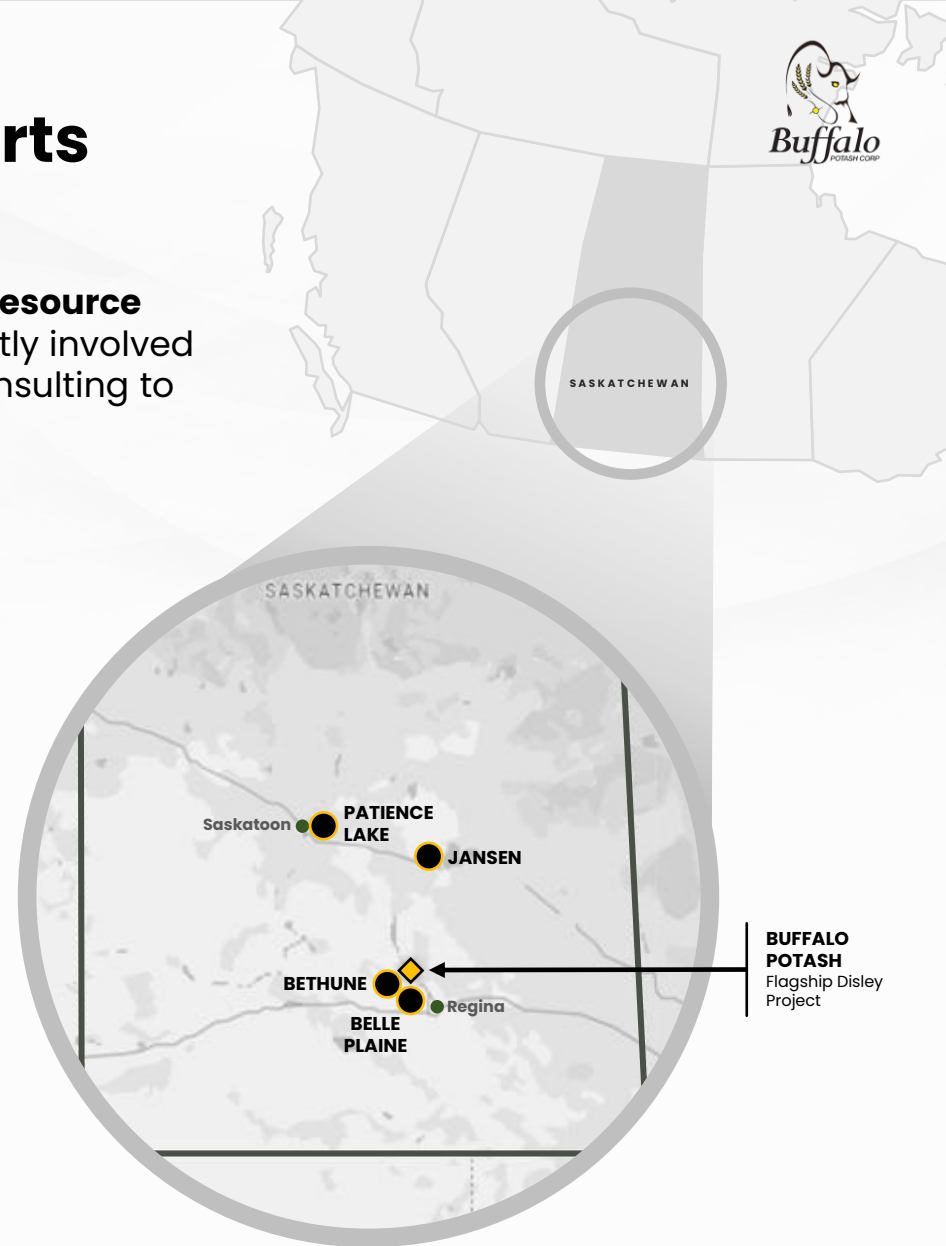 Buffalo
POTASH CORP
rts
esource
tly involved
nsulting to
SASKATCHEWAN
SASKATCHEWAN
PATIENCE
LAKE
Saskatoon
JANSEN
BUFFALO
POTASH
Flagship Disley
Project
BETHUNE
Regina
BELLE
PLAINE